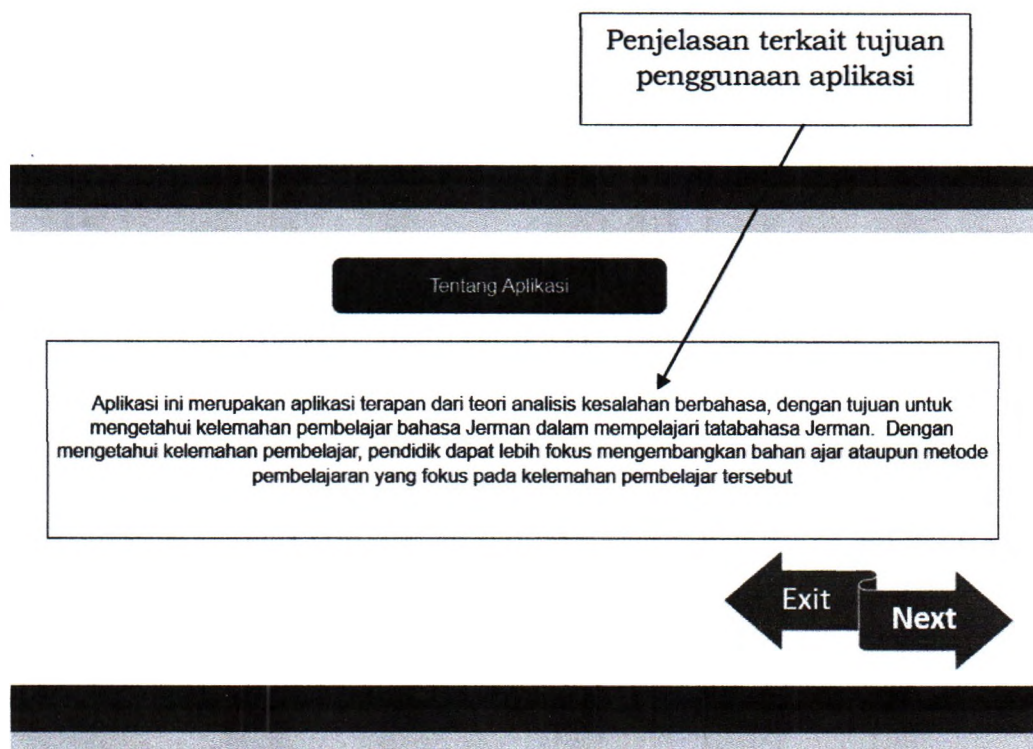 Penjelasan terkait tujuan
penggunaan aplikasi
Tentang Aplikasi
Aplikasi ini merupakan aplikasi terapan dari teori analisis kesalahan berbahasa, dengan tujuan untuk
mengetahui kelemahan pembelajar bahasa Jerman dalam mempelajari tatabahasa Jerman. Dengan
mengetahui kelemahan pembelajar, pendidik dapat lebih fokus mengembangkan bahan ajar ataupun metode
pembelajaran yang fokus pada kelemahan pembelajar tersebut
Exit
Next